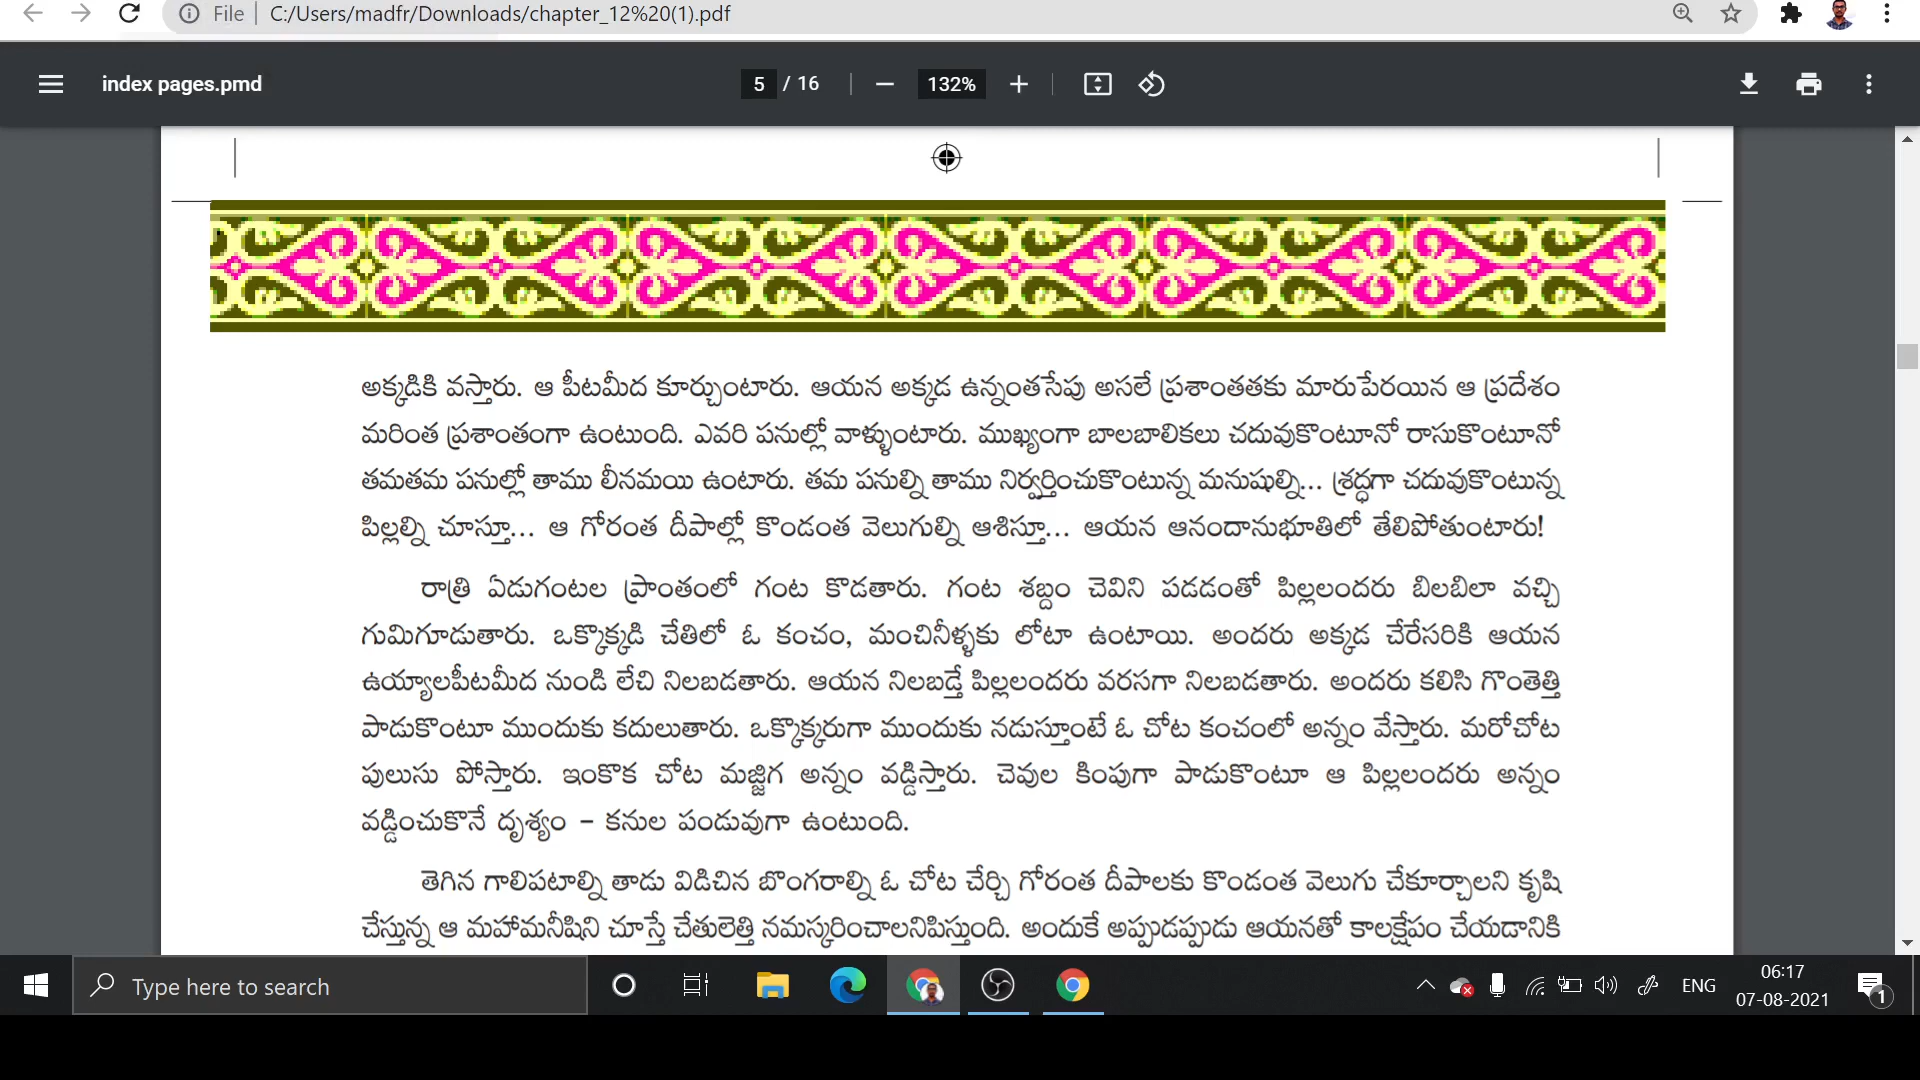 File
C:/Users/madfr/Downloads/chapter_12%20(1).pdf
index pages.pmd
5 / 16
132%
అక్కడికి వస్తారు. ఆ పీటమీద కూర్చుంటారు. ఆయన అక్కడ ఉన్నంతసేపు అసలే ప్రశాంతతకు మారుపేరయిన ఆ ప్రదేశం
మరింత ప్రశాంతంగా ఉంటుంది. ఎవరి పనుల్లో వాళ్ళుంటారు. ముఖ్యంగా బాలబాలికలు చదువుకొంటూనో రాసుకొంటూనో
తమతమ పనుల్లో తాము లీనమయి ఉంటారు. తమ పనుల్ని తాము నిర్వర్తించుకొంటున్న మనుషుల్ని... శ్రద్ధగా చదువుకొంటున్న
పిల్లల్ని చూస్తూ... ఆ గోరంత దీపాల్లో కొండంత వెలుగుల్ని ఆశిస్తూ... ఆయన ఆనందానుభూతిలో తేలిపోతుంటారు!
రాత్రి ఏడుగంటల ప్రాంతంలో గంట కొడతారు. గంట శబ్దం చెవిని పడడంతో పిల్లలందరు బిలబిలా వచ్చి
గుమిగూడుతారు. ఒక్కొక్కడి చేతిలో ఓ కంచం, మంచినీళ్ళకు లోటా ఉంటాయి. అందరు అక్కడ చేరేసరికి ఆయన
ఉయ్యాలపీటమీద నుండి లేచి నిలబడతారు. ఆయన నిలబడ్తే పిల్లలందరు వరసగా నిలబడతారు. అందరు కలిసి గొంతెత్తి
పాడుకొంటూ ముందుకు కదులుతారు. ఒక్కొక్కరుగా ముందుకు నడుస్తూంటే ఓ చోట కంచంలో అన్నం వేస్తారు. మరోచోట
పులుసు పోస్తారు. ఇంకొక చోట మజ్జిగ అన్నం వడ్డిస్తారు. చెవుల కింపుగా పాడుకొంటూ ఆ పిల్లలందరు అన్నం
వడ్డించుకొనే దృశ్యం – కనుల పండువుగా ఉంటుంది.
తెగిన గాలిపటాల్ని తాడు విడిచిన బొంగరాల్ని ఓ చోట చేర్చి గోరంత దీపాలకు కొండంత వెలుగు చేకూర్చాలని కృషి
చేస్తున్న ఆ మహామనీషిని చూస్తే చేతులెత్తి నమస్కరించాలనిపిస్తుంది. అందుకే అప్పుడప్పుడు ఆయనతో కాలక్షేపం చేయడానికి
Type here to search
ENG
06:17
07-08-2021
1